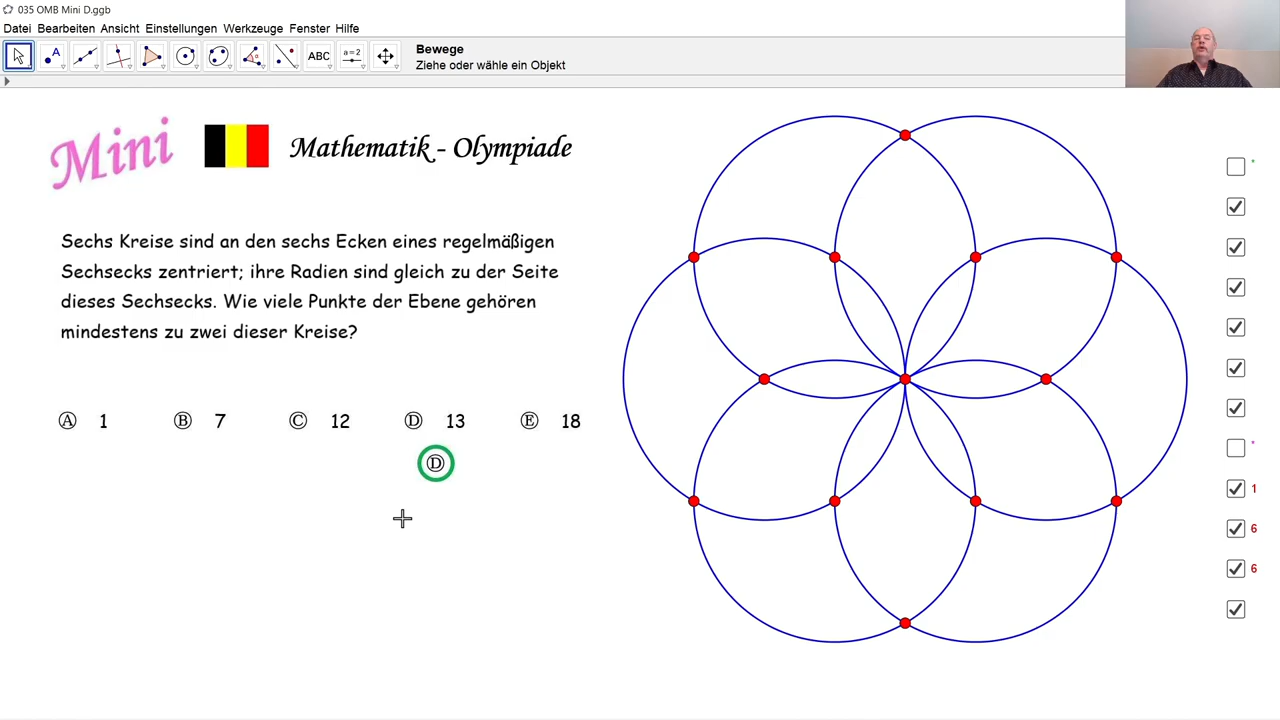 035 OMB Mini D.ggb
Datei Bearbeiten Ansicht Einstellungen Werkzeuge Fenster Hilfe
A ABC a=2
Bewege
Ziehe oder wähle ein Objekt
Mini
Mathematik - Olympiade
Sechs Kreise sind an den sechs Ecken eines regelmäßigen
Sechsecks zentriert; ihre Radien sind gleich zu der Seite
dieses Sechsecks. Wie viele Punkte der Ebene gehören
mindestens zu zwei dieser Kreise?
Ⓐ 1 Ⓑ 7 Ⓒ 12 Ⓓ 13 Ⓔ 18
Ⓓ
1
6
6